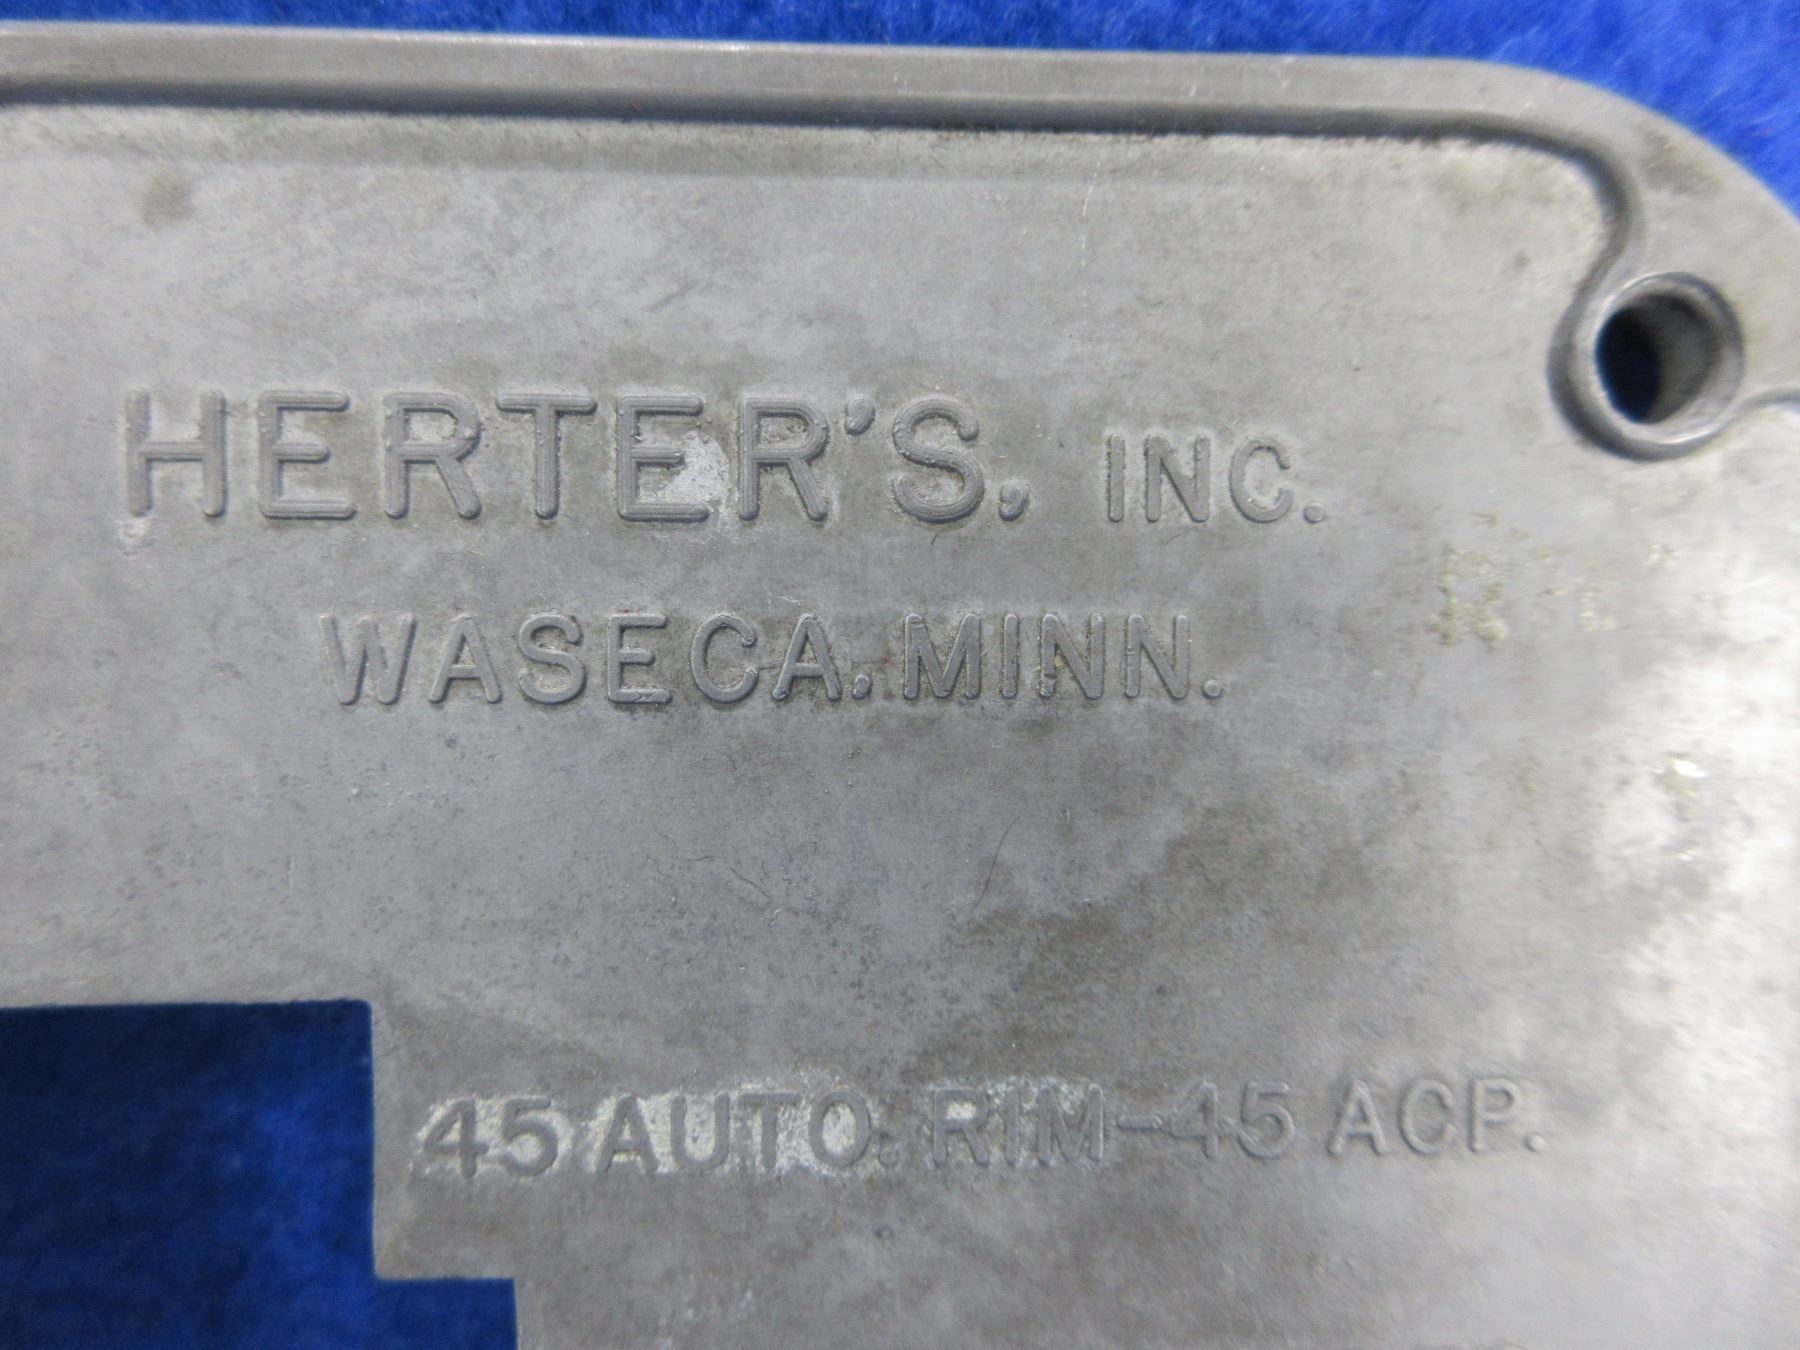 HERTER'S, INC.
WASECA, MINN.
45 AUTO. RIM-45 ACP.